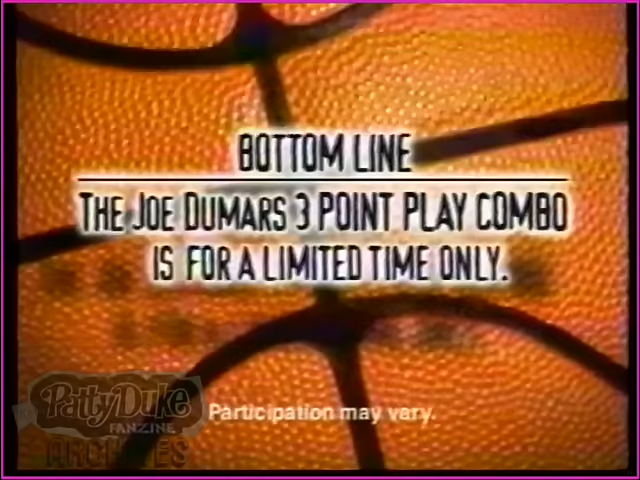 BOTTOM LINE
THE JOE DUMARS 3 POINT PLAY COMBO
IS FOR A LIMITED TIME ONLY.
Participation may vary.
Patty Duke
FANZINE
ARCHIVES